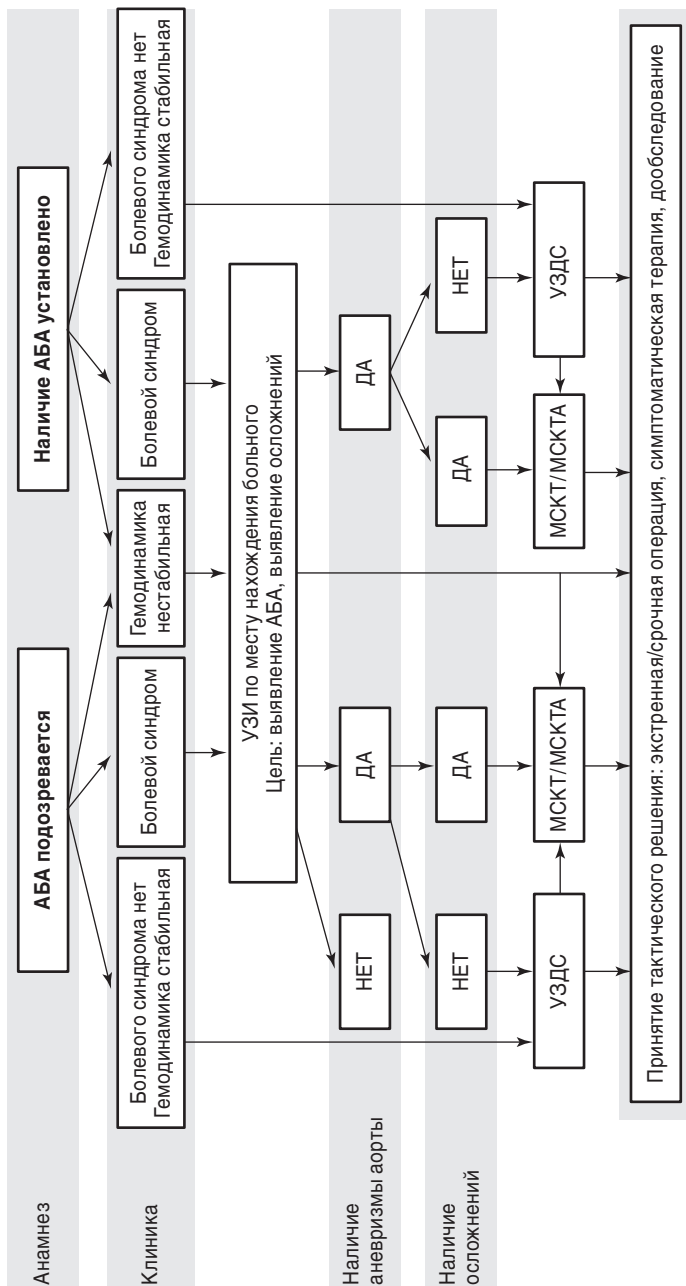 Анамнез
АБА подозревается
Наличие АБА установлено
Клиника
Болевого синдрома нет
Гемодинамика стабильная
Болевой синдром
Гемодинамика
нестабильная
Болевой синдром
Болевого синдрома нет
Гемодинамика стабильная
УЗИ по месту нахождения больного
Цель: выявление АБА, выявление осложнений
Наличие
аневризмы аорты
НЕТ
ДА
ДА
Наличие
осложнений
НЕТ
ДА
ДА
НЕТ
УЗДС
МСКТ/МСКТА
МСКТ/МСКТА
УЗДС
Принятие тактического решения: экстренная/срочная операция, симптоматическая терапия, дообследование